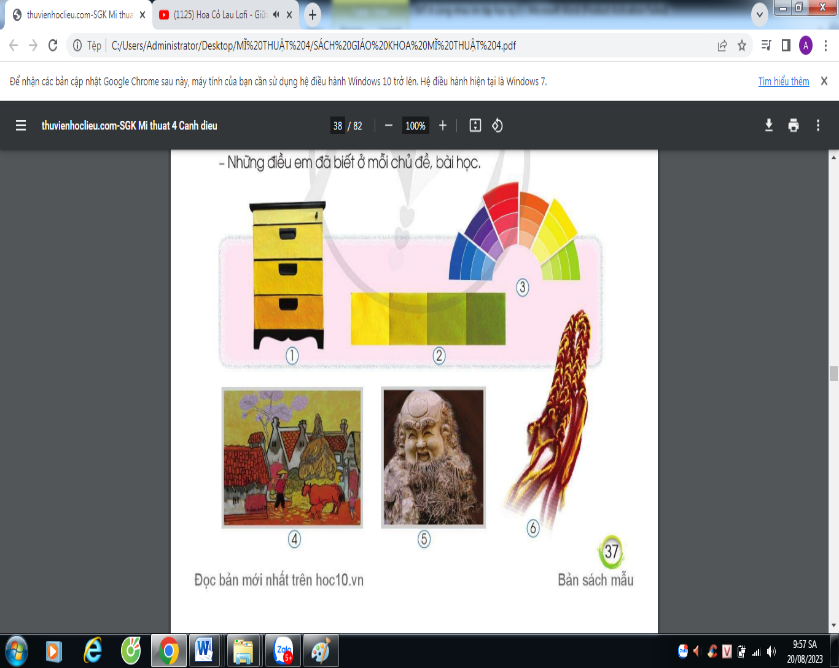 thuvienhoclieu.com-SGK Mi thua
(1125) Hoa Cỏ Lau Lofi - Giữ
Tệp C:/Users/Administrator/Desktop/MĨ%20THUẬT%204/SÁCH%20GIÁO%20KHOA%20MĨ%20THUẬT%204.pdf
A
Để nhận các bản cập nhật Google Chrome sau này, máy tính của bạn cần sử dụng hệ điều hành Windows 10 trở lên. Hệ điều hành hiện tại là Windows 7.
Tìm hiểu thêm
thuvienhoclieu.com-SGK Mi thuat 4 Canh dieu
38 / 82
100%
– Những điều em đã biết ở mỗi chủ đề, bài học.
3
1
2
4
5
6
37
Đọc bản mới nhất trên hoc10.vn
Bản sách mẫu
Zalo
5+
9:57 SA
20/08/2023